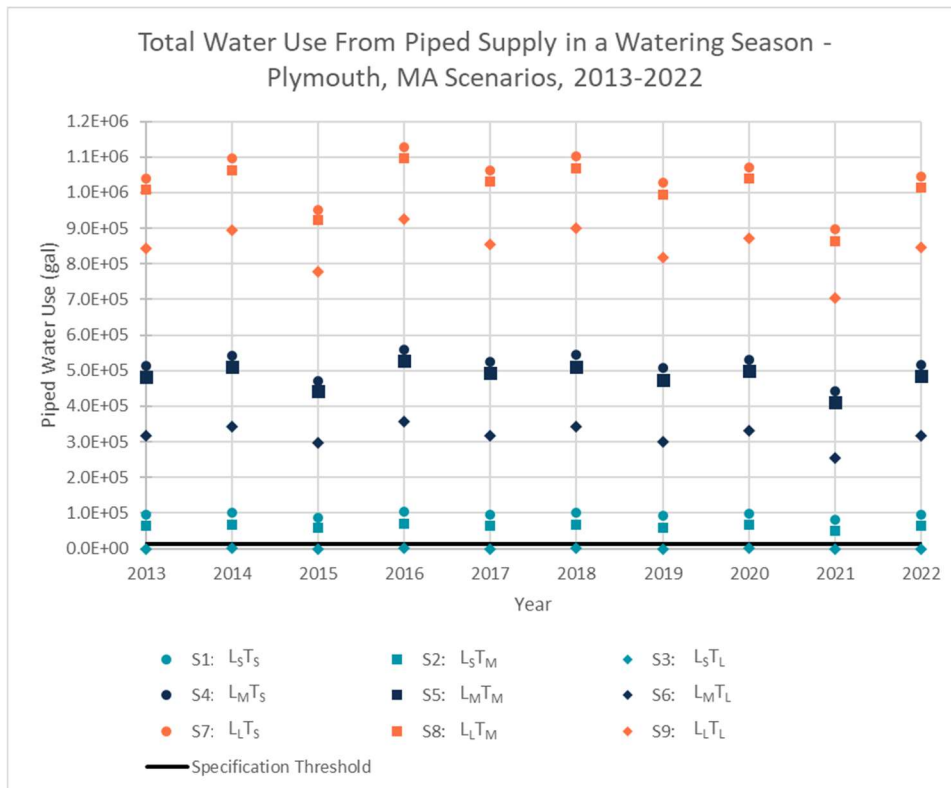 Total Water Use From Piped Supply in a Watering Season -
Plymouth, MA Scenarios, 2013-2022
1.2E+06
1.1E+06
1.0E+06
9.0E+05
8.0E+05
7.0E+05
6.0E+05
5.0E+05
4.0E+05
3.0E+05
2.0E+05
1.0E+05
0.0E+00
Piped Water Use (gal)
2013 2014 2015 2016 2017 2018 2019 2020 2021 2022
Year
S1: LSTS S2: LSTM S3: LSTL
S4: LMTS S5: LMTM S6: LMTL
S7: LLTS S8: LLTM S9: LLTL
Specification Threshold